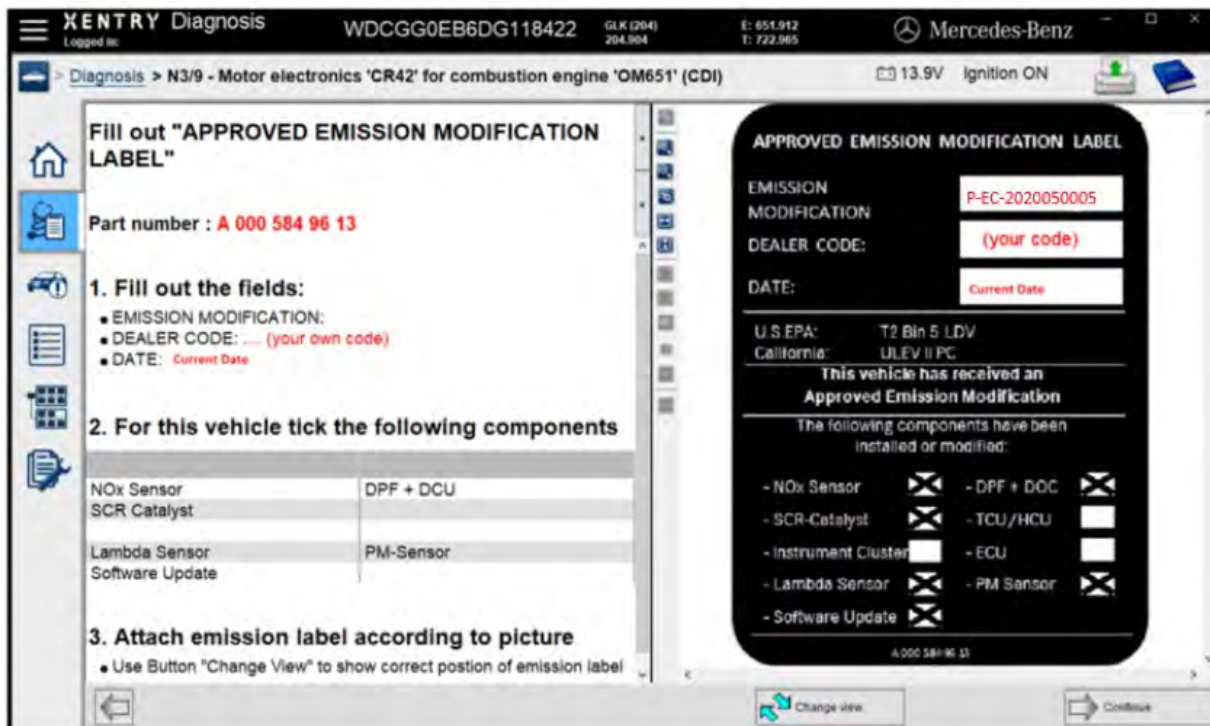 XENTRY Diagnosis
Logged in:
WDCGG0EB6DG118422
GLK (204)
204.984
E: 651.912
T: 722.965
Mercedes-Benz
> Diagnosis > N3/9 - Motor electronics 'CR42' for combustion engine 'OM651' (CDI)
13.9V Ignition ON
Fill out "APPROVED EMISSION MODIFICATION
LABEL"
Part number : A 000 584 96 13
1. Fill out the fields:
• EMISSION MODIFICATION:
• DEALER CODE: .... (your own code)
• DATE: Current Date
2. For this vehicle tick the following components
NOx Sensor DPF + DCU
SCR Catalyst
Lambda Sensor PM-Sensor
Software Update
3. Attach emission label according to picture
• Use Button "Change View" to show correct postion of emission label
APPROVED EMISSION MODIFICATION LABEL
EMISSION
MODIFICATION
P-EC-2020050005
DEALER CODE:
(your code)
DATE:
Current Date
U.S.EPA: T2 Bin 5 LDV
California: ULEV II PC
This vehicle has received an
Approved Emission Modification
The following components have been
installed or modified:
- NOx Sensor - DPF + DOC
- SCR-Catalyst - TCU/HCU
- Instrument Cluster - ECU
- Lambda Sensor - PM Sensor
- Software Update
A 000 584 96 13
Change view
Continue